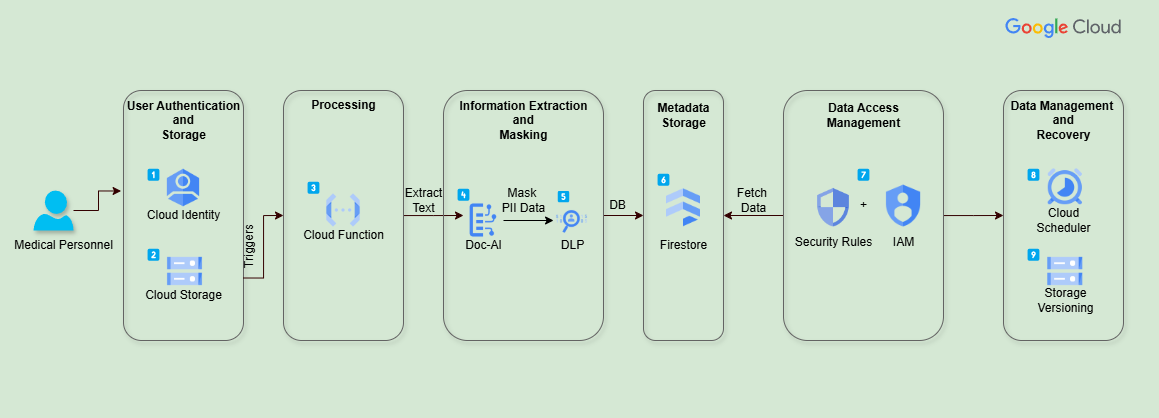 Google Cloud
User Authentication
and
Storage
1
Cloud Identity
2
Cloud Storage
Medical Personnel
Triggers
Processing
3
Cloud Function
Extract
Text
Information Extraction
and
Masking
4
Doc-AI
Mask
PII Data
5
DLP
DB
Metadata
Storage
6
Firestore
Fetch
Data
Data Access
Management
7
Security Rules
+
IAM
Data Management
and
Recovery
8
Cloud
Scheduler
9
Storage
Versioning